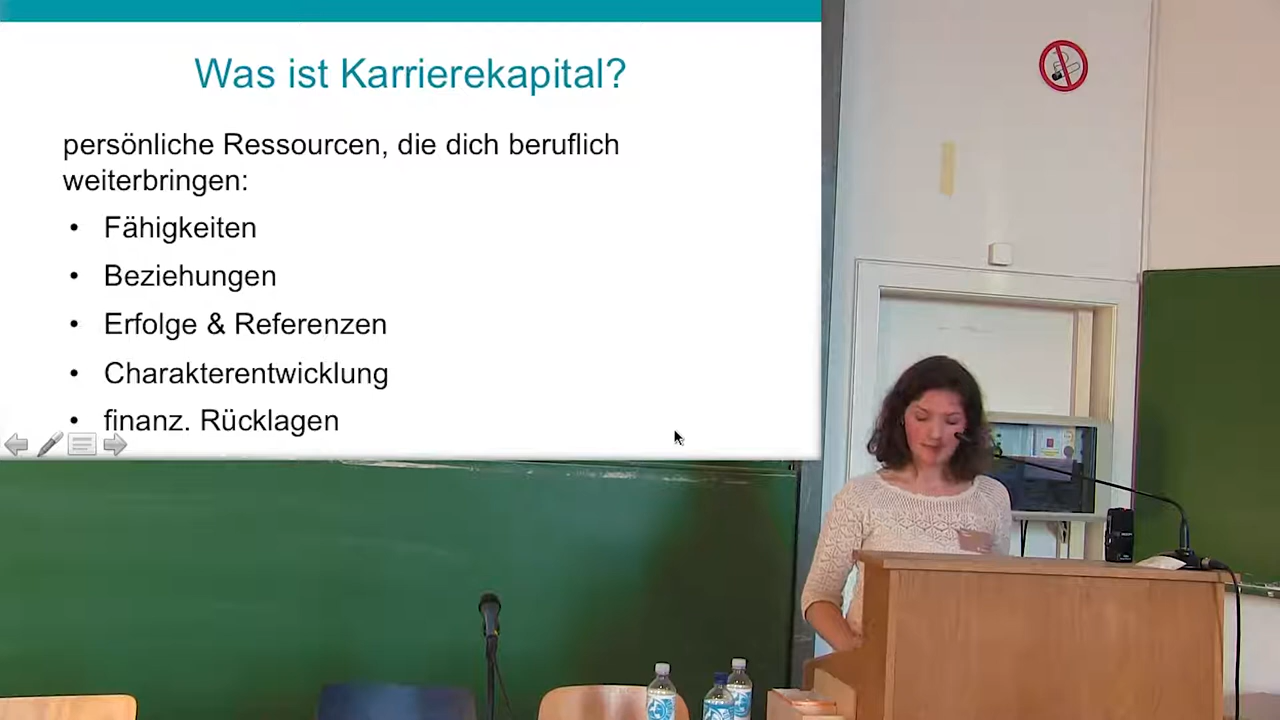 Was ist Karrierekapital?
persönliche Ressourcen, die dich beruflich
weiterbringen:
• Fähigkeiten
• Beziehungen
• Erfolge & Referenzen
• Charakterentwicklung
• finanz. Rücklagen